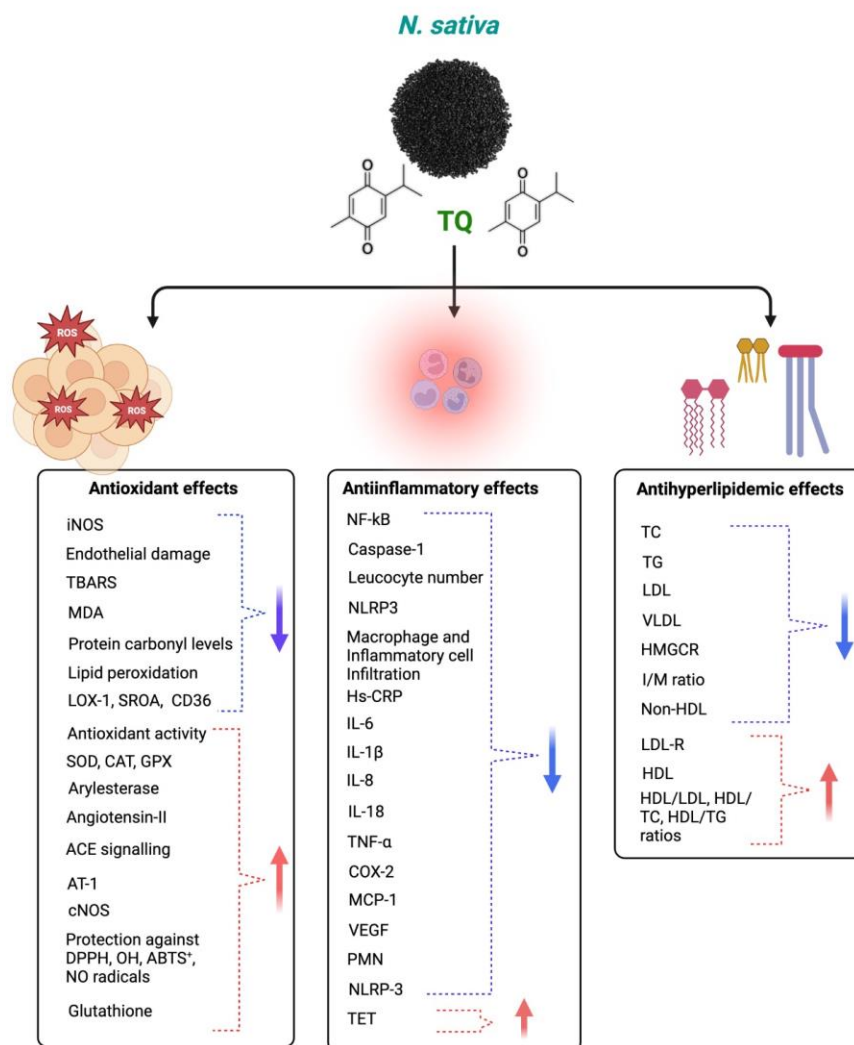 N. sativa
O
O
TQ
O
O
ROS
ROS
ROS
Antioxidant effects
iNOS
Endothelial damage
TBARS
MDA
Protein carbonyl levels
Lipid peroxidation
LOX-1, SROA, CD36
Antioxidant activity
SOD, CAT, GPX
Arylesterase
Angiotensin-II
ACE signalling
AT-1
cNOS
Protection against
DPPH, OH, ABTS⁺,
NO radicals
Glutathione
Antiinflammatory effects
NF-kB
Caspase-1
Leucocyte number
NLRP3
Macrophage and
Inflammatory cell
Infiltration
Hs-CRP
IL-6
IL-1β
IL-8
IL-18
TNF-α
COX-2
MCP-1
VEGF
PMN
NLRP-3
TET
Antihyperlipidemic effects
TC
TG
LDL
VLDL
HMGCR
I/M ratio
Non-HDL
LDL-R
HDL
HDL/LDL, HDL/
TC, HDL/TG
ratios